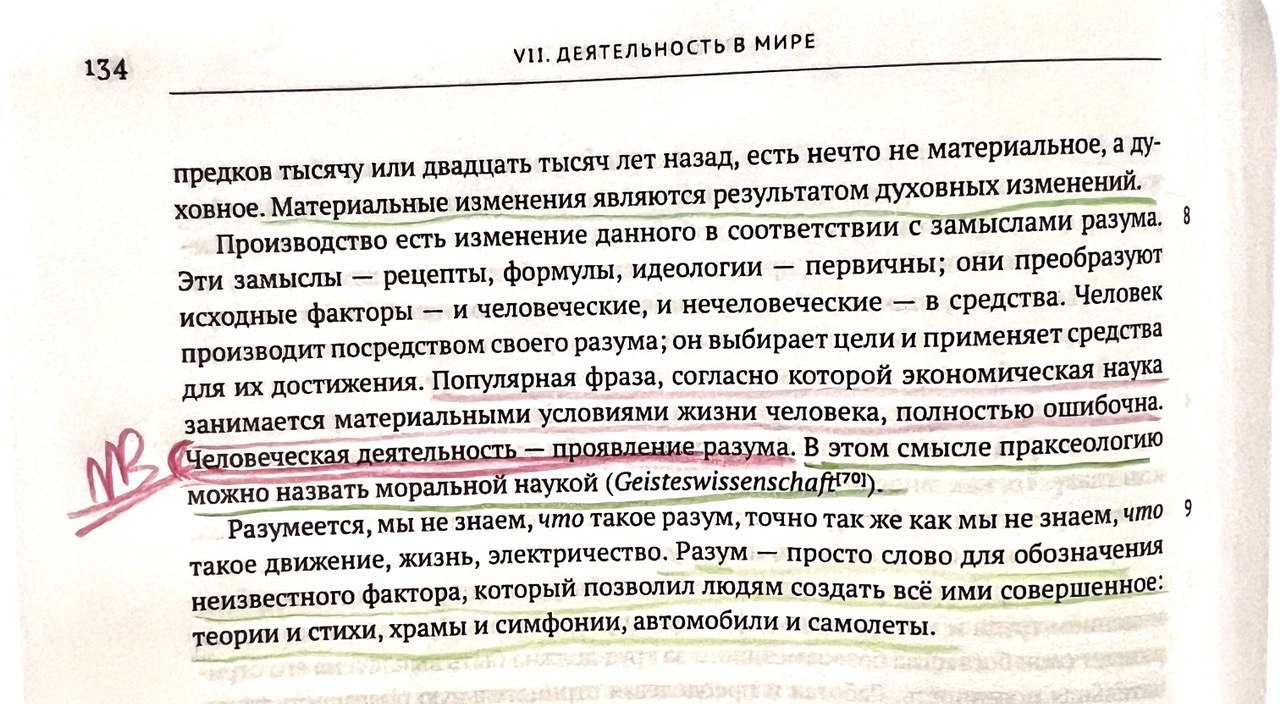 134
VII. ДЕЯТЕЛЬНОСТЬ В МИРЕ
предков тысячу или двадцать тысяч лет назад, есть нечто не материальное, а ду-
ховное. Материальные изменения являются результатом духовных изменений.
Производство есть изменение данного в соответствии с замыслами разума. 8
Эти замыслы — рецепты, формулы, идеологии — первичны; они преобразуют
исходные факторы — и человеческие, и нечеловеческие — в средства. Человек
производит посредством своего разума; он выбирает цели и применяет средства
для их достижения. Популярная фраза, согласно которой экономическая наука
занимается материальными условиями жизни человека, полностью ошибочна.
NB Человеческая деятельность — проявление разума. В этом смысле праксеологию
можно назвать моральной наукой (Geisteswissenschaft[70]).
Разумеется, мы не знаем, что такое разум, точно так же как мы не знаем, что 9
такое движение, жизнь, электричество. Разум — просто слово для обозначения
неизвестного фактора, который позволил людям создать всё ими совершенное:
теории и стихи, храмы и симфонии, автомобили и самолеты.